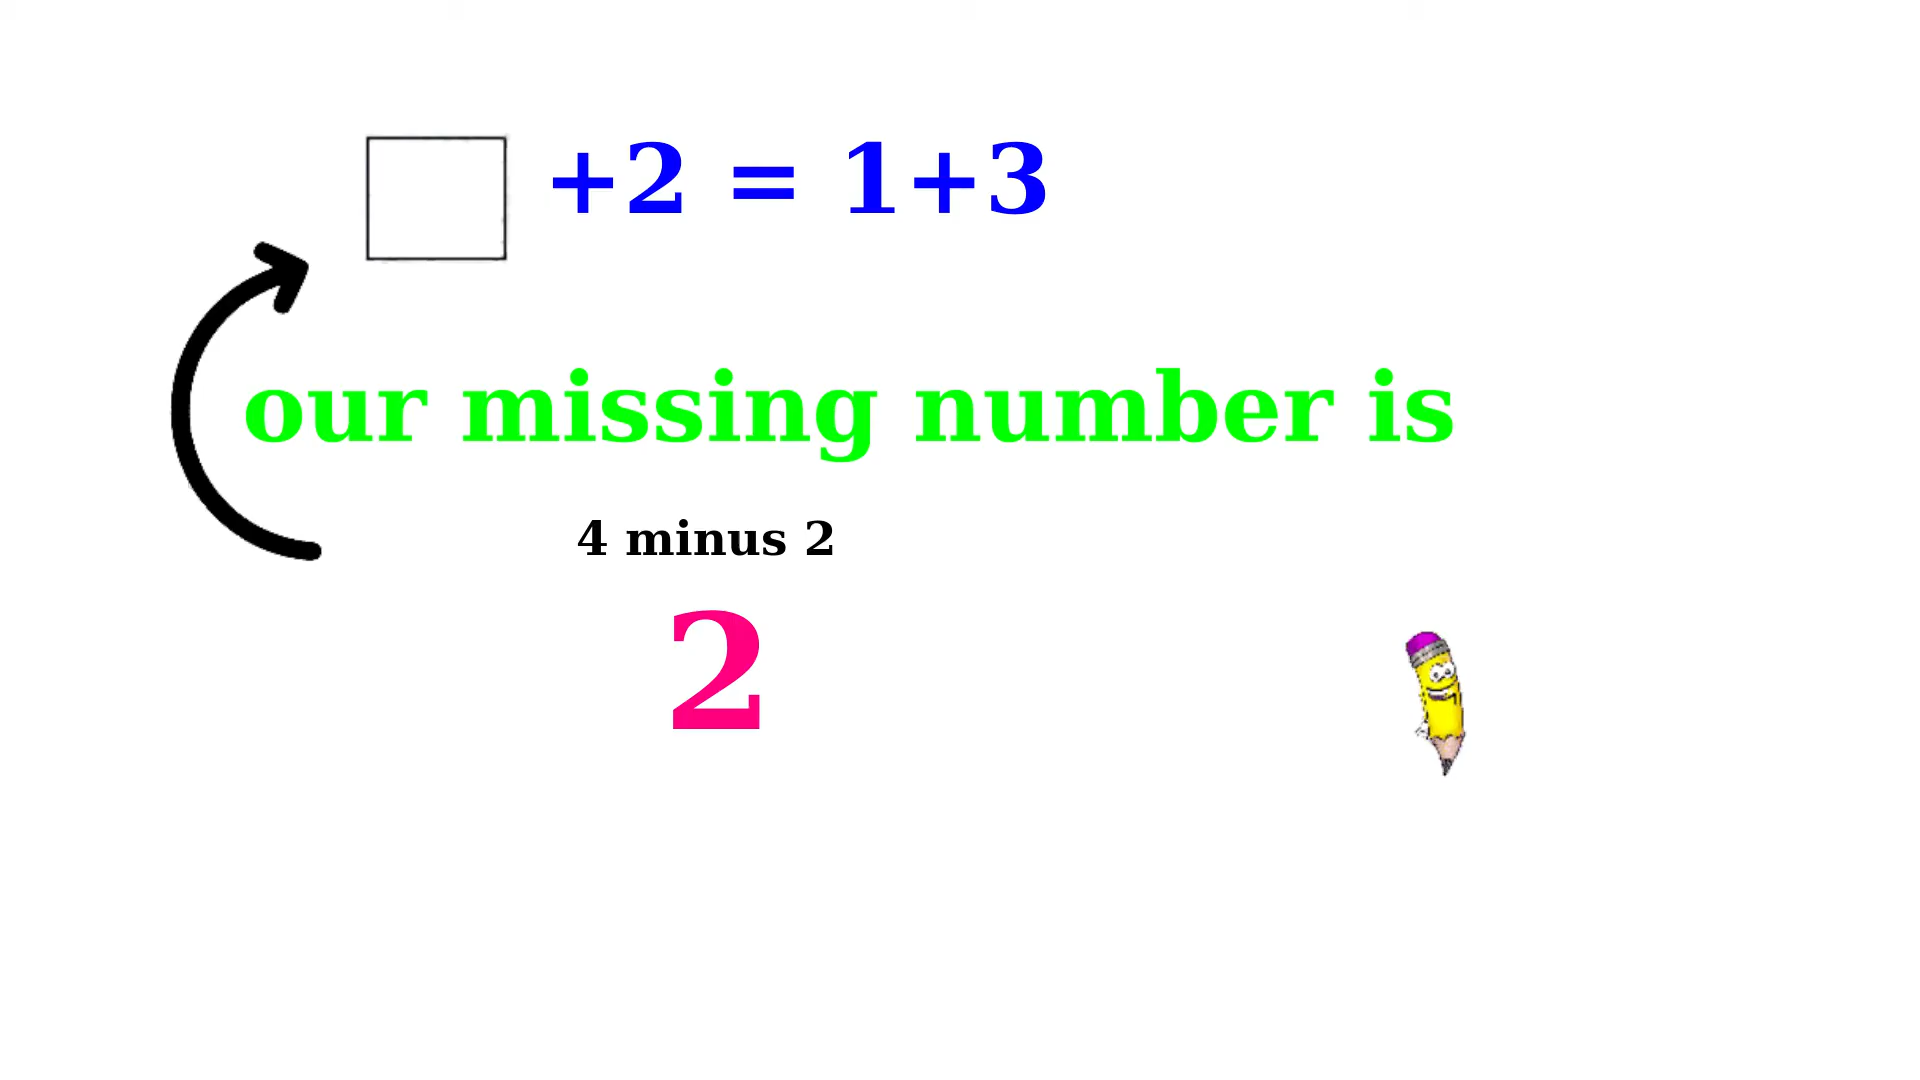 +2 = 1+3
our missing number is
4 minus 2
2